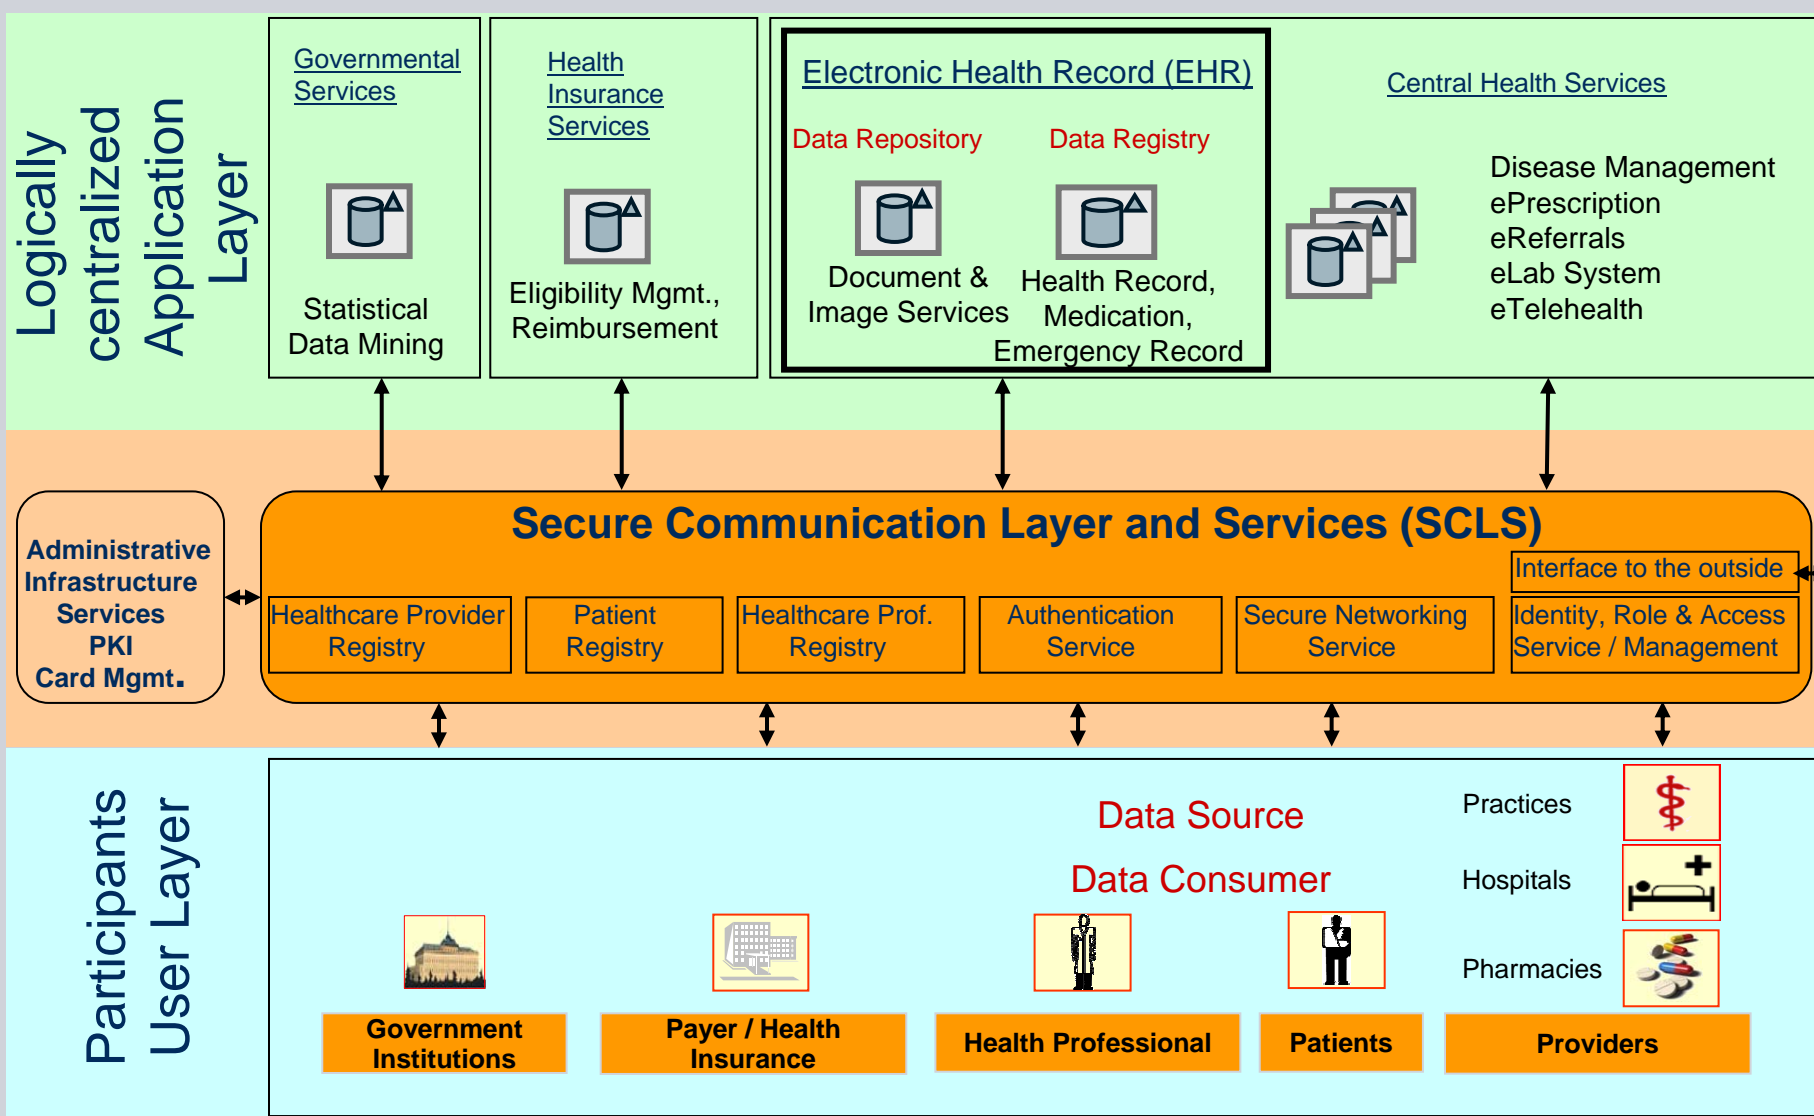 Logically
centralized
Application
Layer
Governmental
Services
Statistical
Data Mining
Health
Insurance
Services
Eligibility Mgmt.,
Reimbursement
Electronic Health Record (EHR)
Data Repository
Document &
Image Services
Data Registry
Health Record,
Medication,
Emergency Record
Central Health Services
Disease Management
ePrescription
eReferrals
eLab System
eTelehealth
Administrative
Infrastructure
Services
PKI
Card Mgmt.
Secure Communication Layer and Services (SCLS)
Interface to the outside
Healthcare Provider
Registry
Patient
Registry
Healthcare Prof.
Registry
Authentication
Service
Secure Networking
Service
Identity, Role & Access
Service / Management
Participants
User Layer
Data Source
Data Consumer
Practices
Hospitals
Pharmacies
Government
Institutions
Payer / Health
Insurance
Health Professional
Patients
Providers